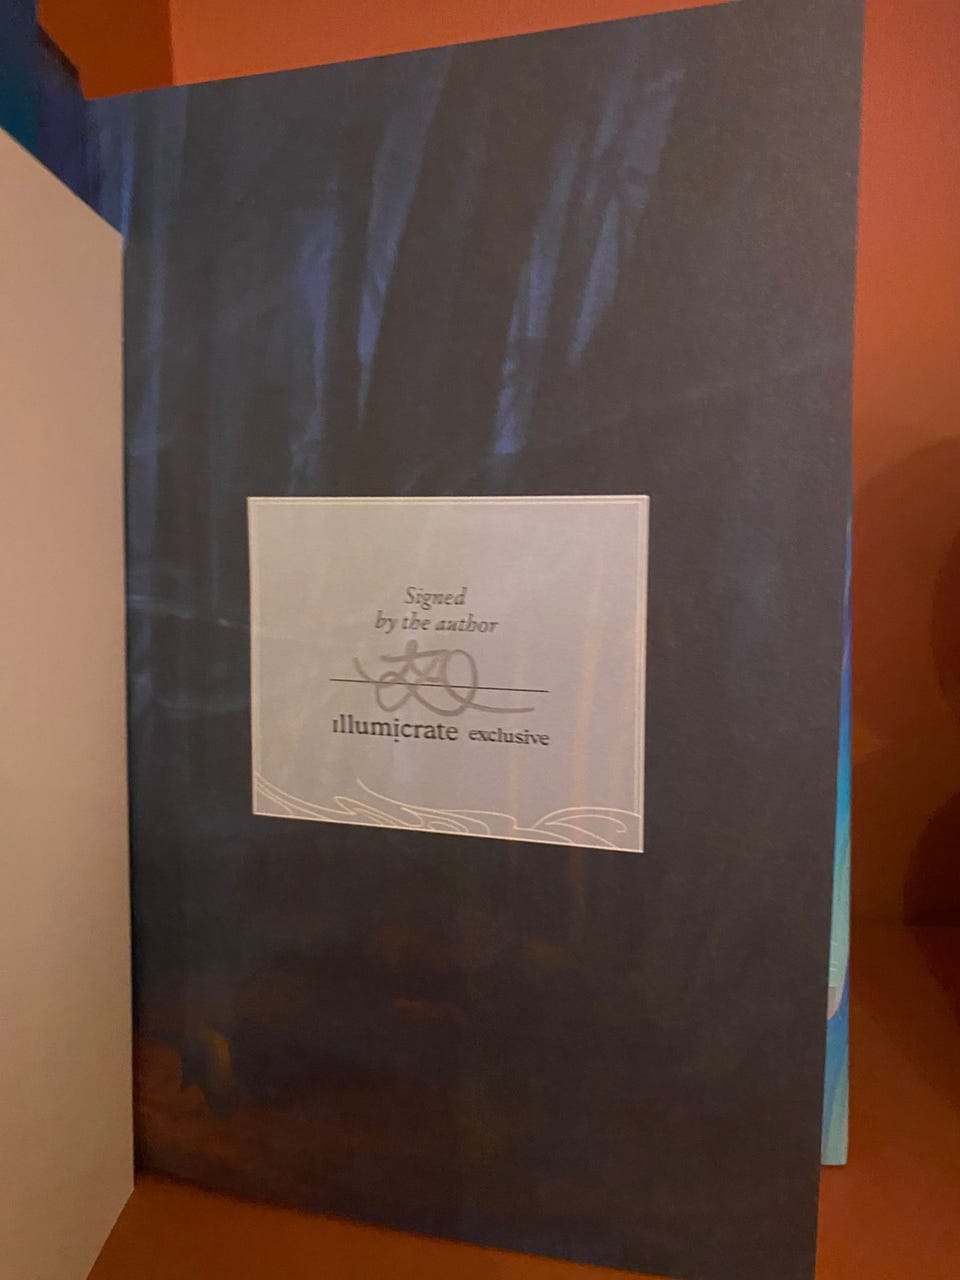 Signed
by the author
illumicrate exclusive